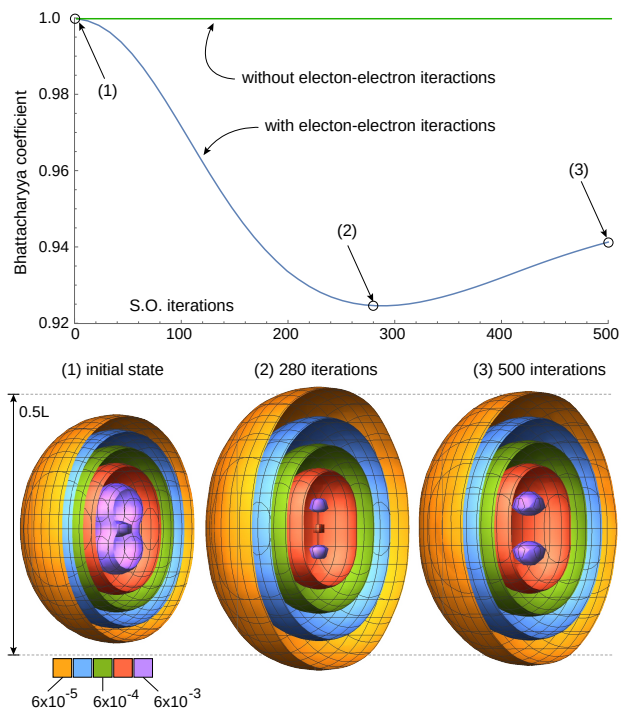 1.0
0.98
0.96
0.94
0.92
Bhattacharyya coefficient
(1)
without electon-electron iteractions
with electon-electron iteractions
(2)
(3)
S.O. iterations
0 100 200 300 400 500
(1) initial state (2) 280 iterations (3) 500 interations
0.5L
6x10⁻⁵ 6x10⁻⁴ 6x10⁻³